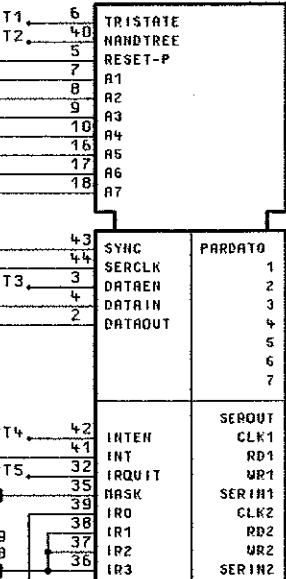 T1 6 TRISTATE
T2 40 NANDTREE
5 RESET-P
7 A1
8 A2
9 A3
10 A4
16 A5
17 A6
18 A7
43 SYNC PARDAT0
44 SERCLK 1
T3 3 DATAEN 2
4 DATAIN 3
2 DATAOUT 4
5
6
7
SEROUT
T4 42 INTEN CLK1
41 INT RD1
T5 32 IRQUIT WR1
35 MASK SERIN1
39 IR0 CLK2
38 IR1 RD2
37 IR2 WR2
36 IR3 SERIN2